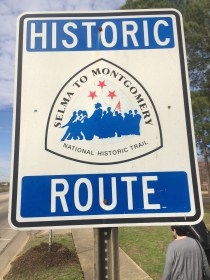 HISTORIC
SELMA TO MONTGOMERY
NATIONAL HISTORIC TRAIL
ROUTE